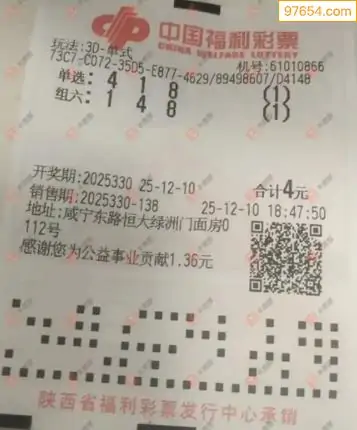 97654.com
中国福利彩票
CHINA WELFARE LOTTERY
玩法:3D-单式
机号:61010866
73C7-C072-35D5-E877-4629/89498607/D4148
单选: 4 1 8 (1)
组六: 1 4 8 (1)
开奖期:2025330 25-12-10 合计4元
销售期:2025330-138 25-12-10 18:47:50
地址:咸宁东路恒大绿洲门面房0
112号
感谢您为公益事业贡献1.36元
陕西省福利彩票发行中心承销